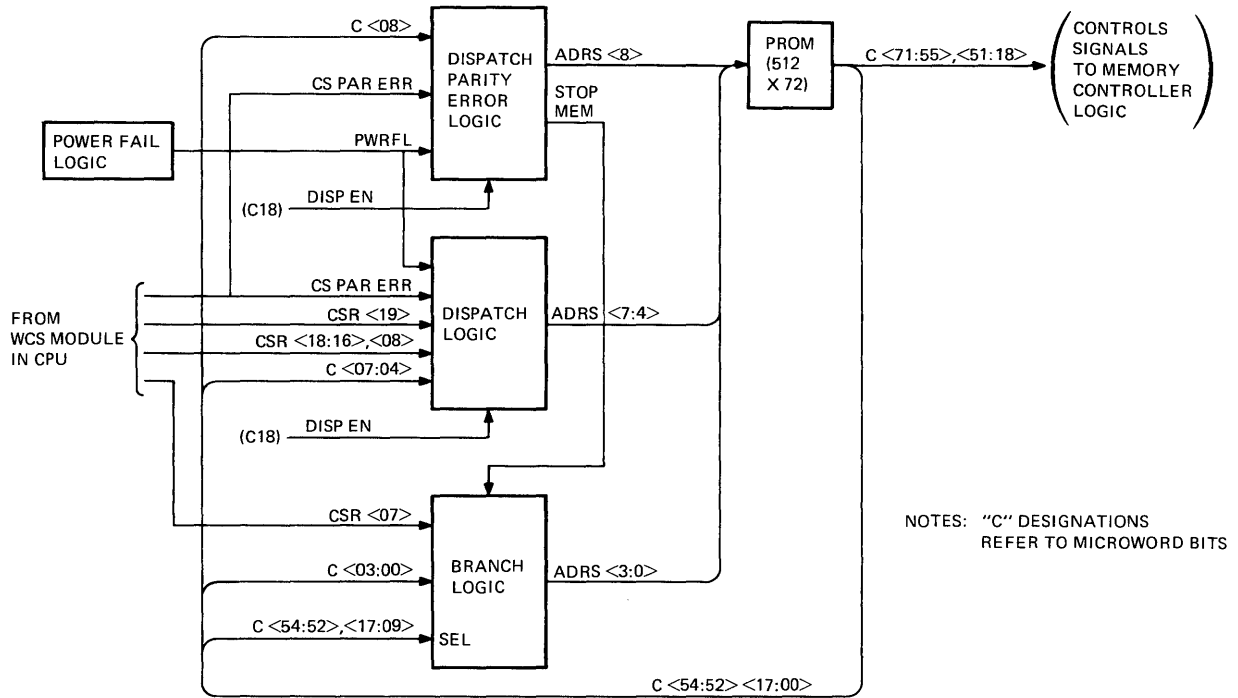 C <08>
DISPATCH
PARITY
ERROR
LOGIC
ADRS <8>
STOP
MEM
PROM
(512
X 72)
C <71:55>,<51:18>
CONTROLS
SIGNALS
TO MEMORY
CONTROLLER
LOGIC
CS PAR ERR
POWER FAIL
LOGIC
PWRFL
(C18)
DISP EN
FROM
WCS MODULE
IN CPU
CS PAR ERR
CSR <19>
CSR <18:16>,<08>
C <07:04>
DISPATCH
LOGIC
ADRS <7:4>
(C18)
DISP EN
CSR <07>
C <03:00>
C <54:52>,<17:09>
SEL
BRANCH
LOGIC
ADRS <3:0>
NOTES: "C" DESIGNATIONS
REFER TO MICROWORD BITS
C <54:52> <17:00>